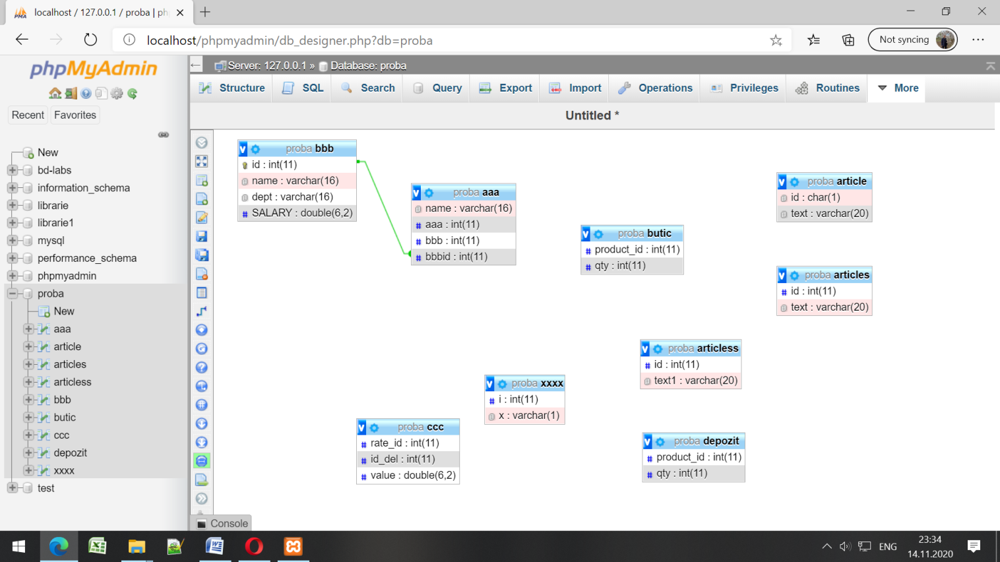 localhost / 127.0.0.1 / proba | ph
localhost/phpmyadmin/db_designer.php?db=proba
Not syncing
phpMyAdmin
Server: 127.0.0.1 » Database: proba
Structure SQL Search Query Export Import Operations Privileges Routines More
Recent Favorites
Untitled *
New
bd-labs
information_schema
librarie
librarie1
mysql
performance_schema
phpmyadmin
proba
New
aaa
article
articles
articless
bbb
butic
ccc
depozit
xxxx
test
v proba bbb
id : int(11)
name : varchar(16)
dept : varchar(16)
# SALARY : double(6,2)
v proba aaa
name : varchar(16)
# aaa : int(11)
# bbb : int(11)
# bbbid : int(11)
v proba butic
# product_id : int(11)
# qty : int(11)
v proba article
id : char(1)
text : varchar(20)
v proba articles
# id : int(11)
text : varchar(20)
v proba articless
# id : int(11)
text1 : varchar(20)
v proba xxxx
# i : int(11)
x : varchar(1)
v proba ccc
# rate_id : int(11)
# id_del : int(11)
# value : double(6,2)
v proba depozit
# product_id : int(11)
# qty : int(11)
Console
ENG
23:34
14.11.2020